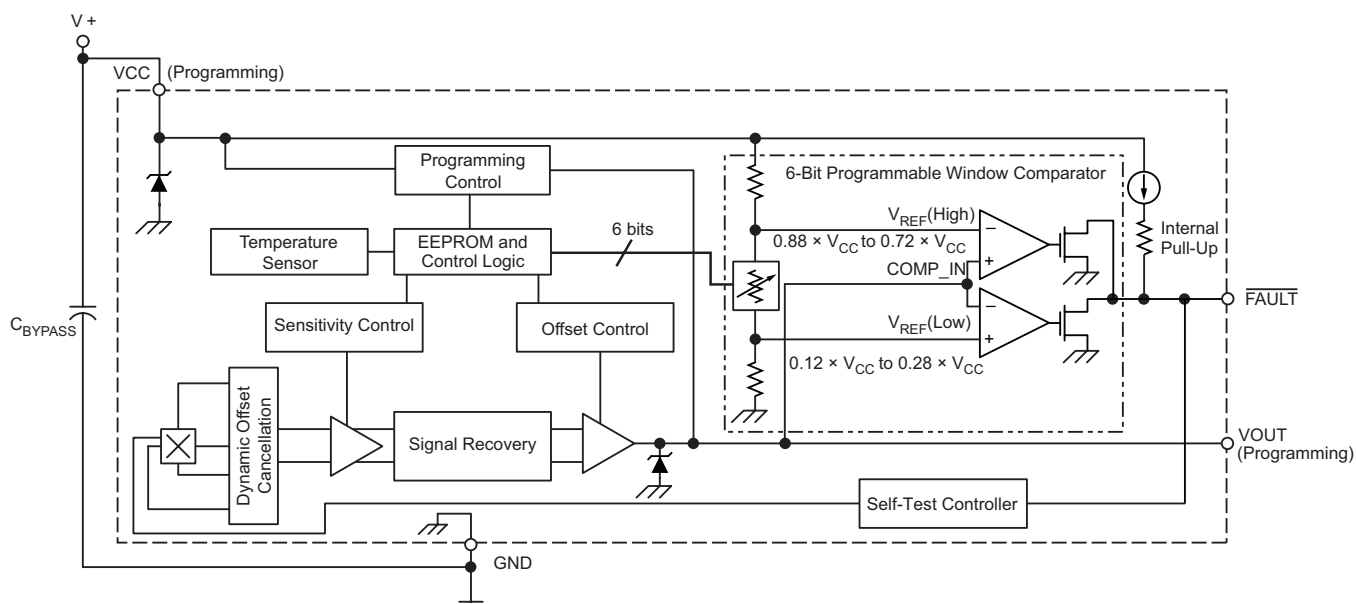 V +
VCC (Programming)
Programming
Control
6-Bit Programmable Window Comparator
Temperature
Sensor
EEPROM and
Control Logic
6 bits
V_REF(High)
0.88 × V_CC to 0.72 × V_CC
COMP_IN
−
+
−
+
Internal
Pull-Up
FAULT
C_BYPASS
Sensitivity Control
Offset Control
V_REF(Low)
0.12 × V_CC to 0.28 × V_CC
Dynamic Offset
Cancellation
Signal Recovery
VOUT
(Programming)
Self-Test Controller
GND